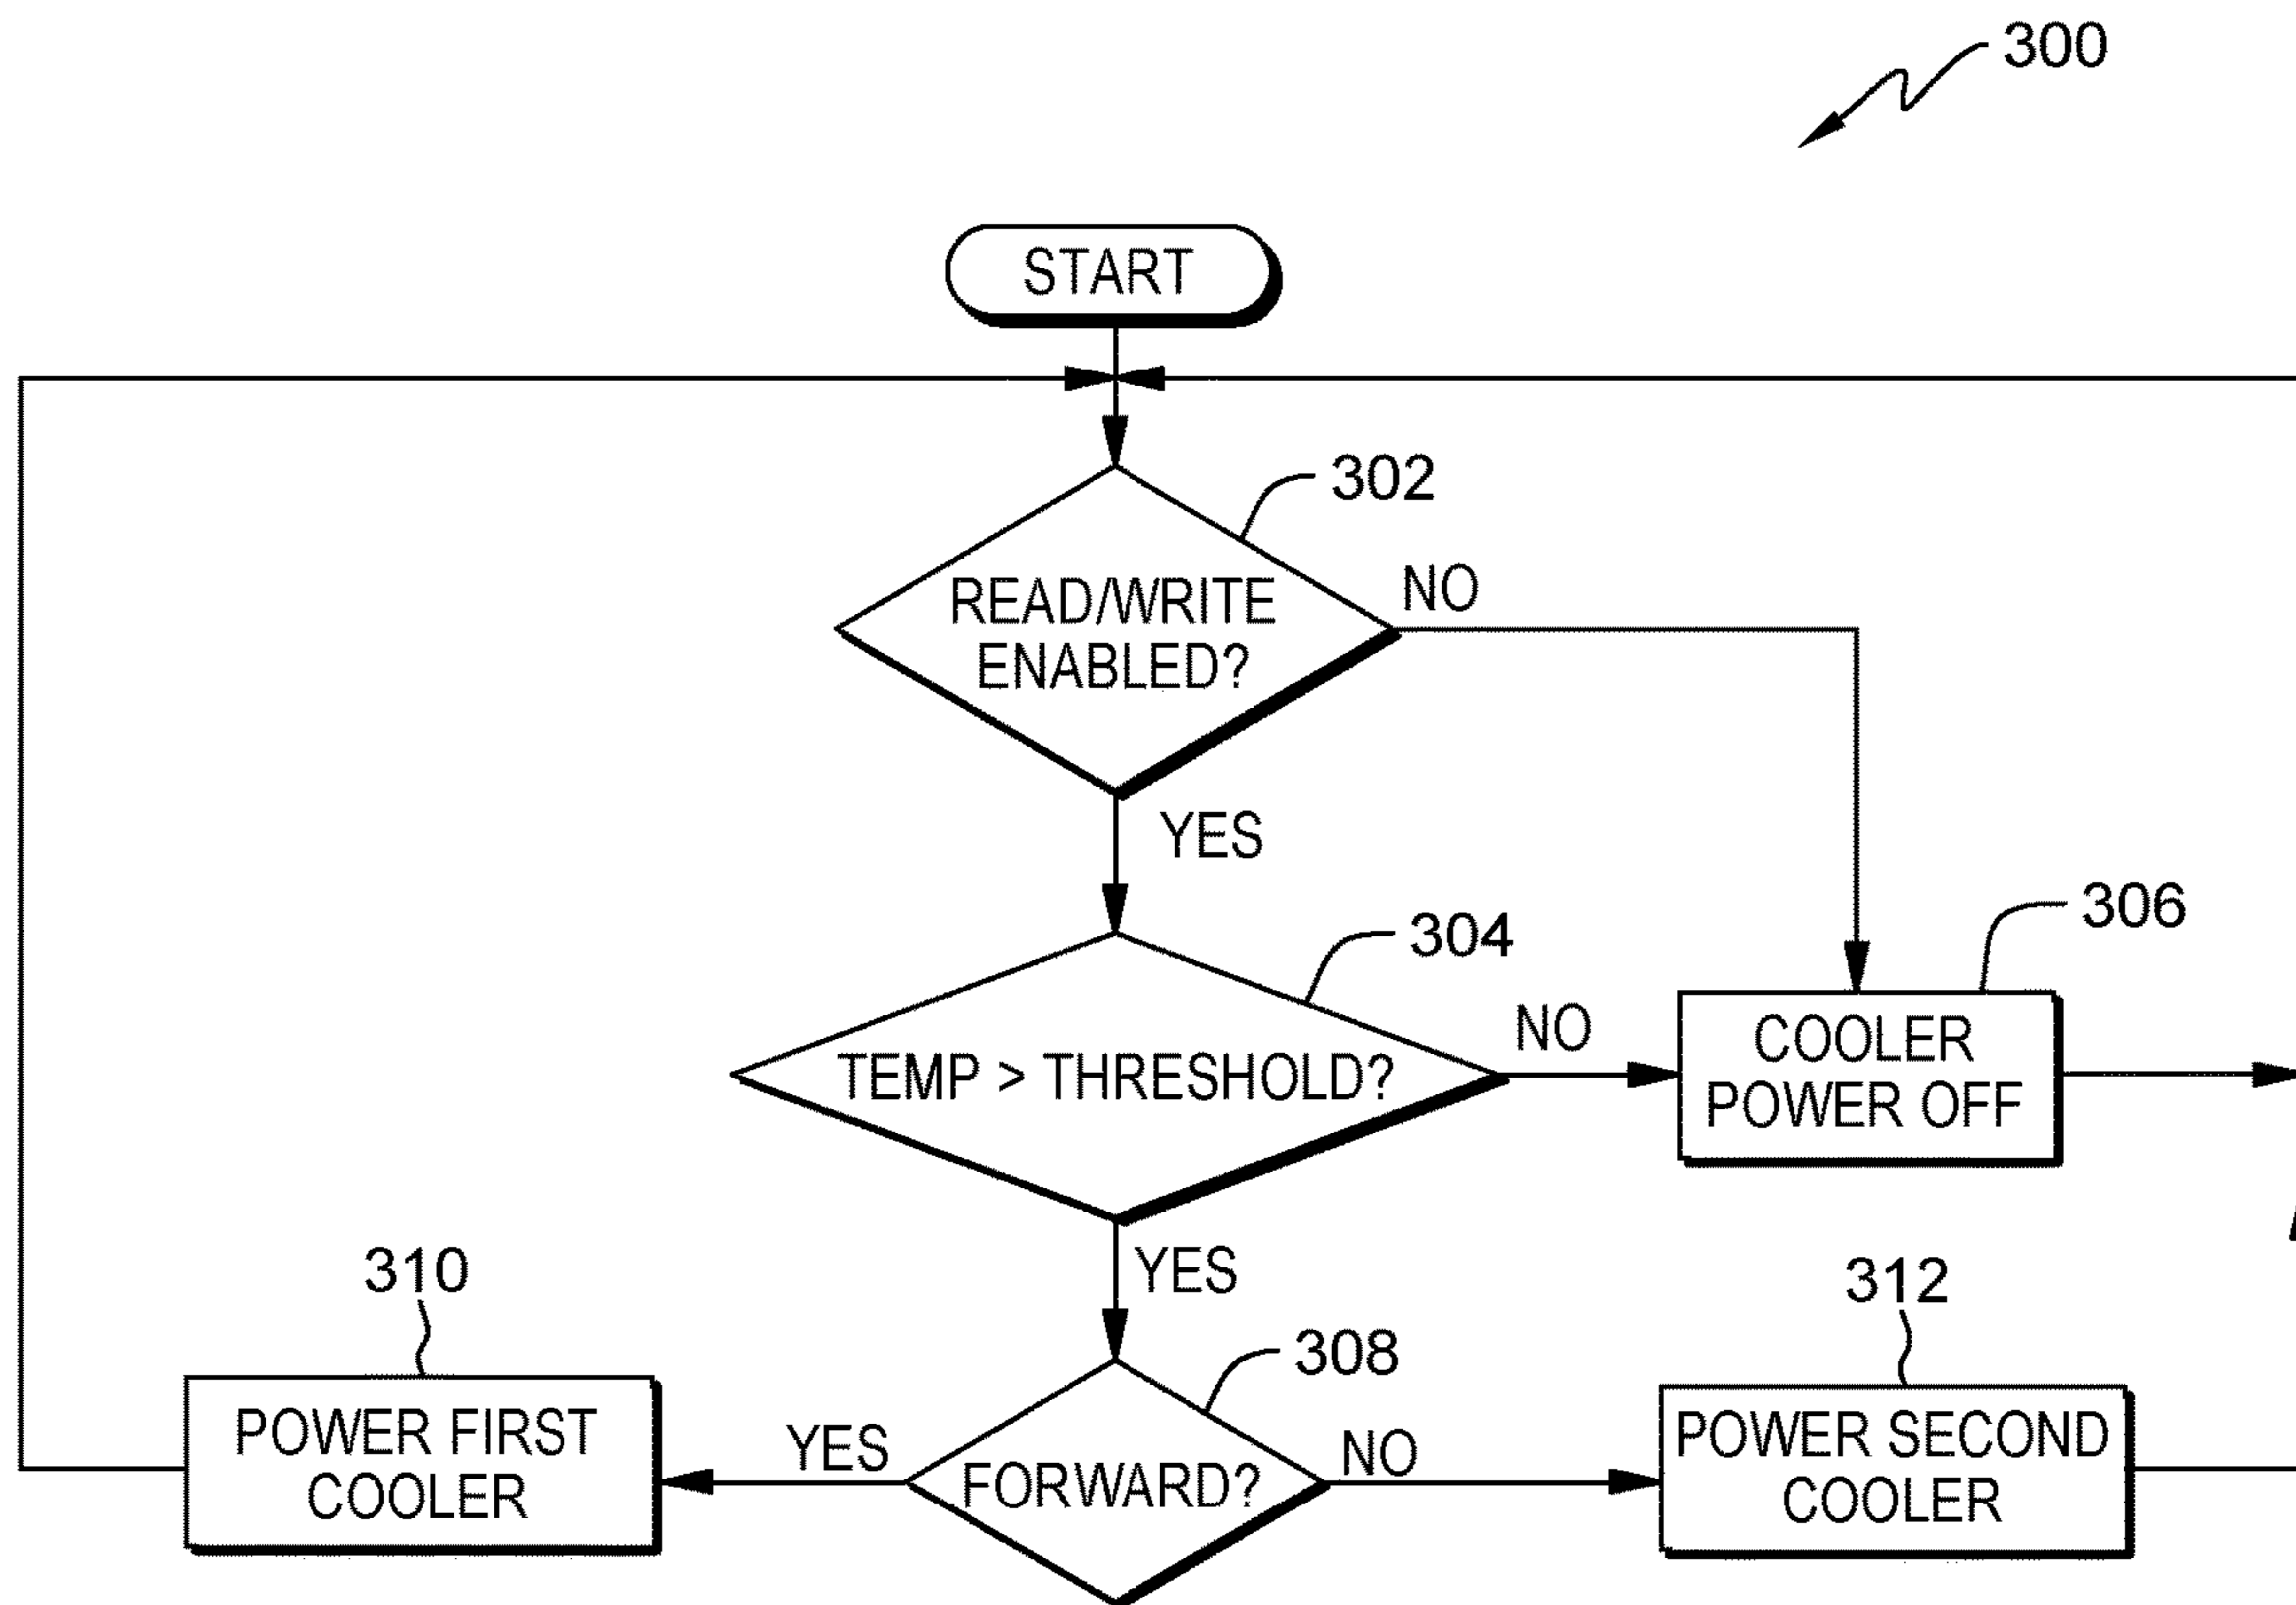 300
START
302
READ/WRITE
ENABLED?
NO
YES
304
306
TEMP > THRESHOLD?
NO
COOLER
POWER OFF
YES
310
312
308
POWER FIRST
COOLER
YES
FORWARD?
NO
POWER SECOND
COOLER